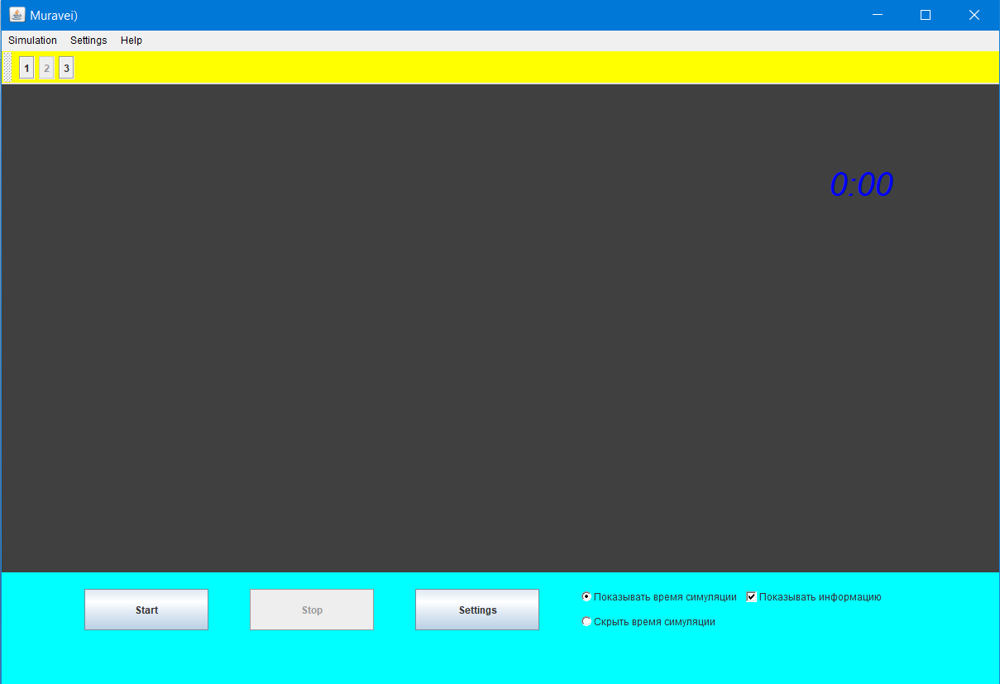 Muravei)
Simulation Settings Help
1 2 3
0:00
Start Stop Settings
Показывать время симуляции Показывать информацию
Скрыть время симуляции